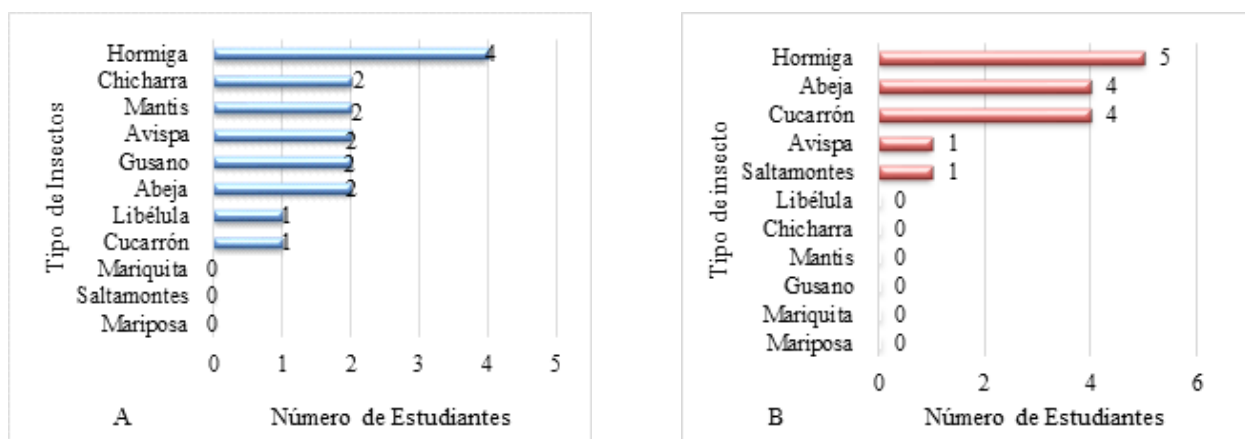 Tipo de Insectos
Hormiga 4
Chicharra 2
Mantis 2
Avispa 2
Gusano 2
Abeja 2
Libélula 1
Cucarrón 1
Mariquita 0
Saltamontes 0
Mariposa 0
0 1 2 3 4 5
A Número de Estudiantes
Tipo de insecto
Hormiga 5
Abeja 4
Cucarrón 4
Avispa 1
Saltamontes 1
Libélula 0
Chicharra 0
Mantis 0
Gusano 0
Mariquita 0
Mariposa 0
0 2 4 6
B Número de Estudiantes